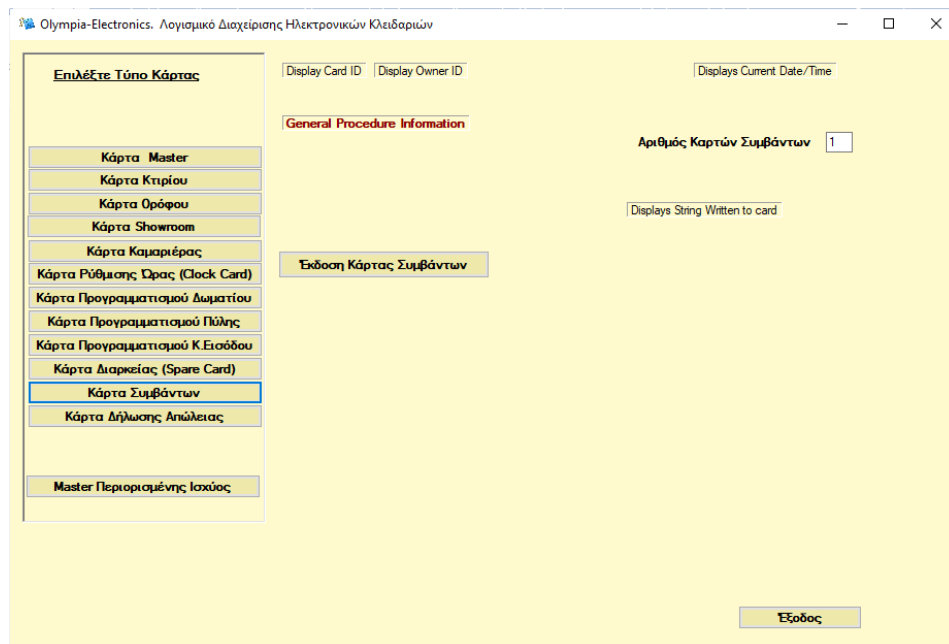 Olympia-Electronics. Λογισμικό Διαχείρισης Ηλεκτρονικών Κλειδαριών
Επιλέξτε Τύπο Κάρτας
Display Card ID Display Owner ID
Displays Current Date/Time
General Procedure Information
Αριθμός Καρτών Συμβάντων 1
Displays String Written to card
Έκδοση Κάρτας Συμβάντων
Κάρτα Master
Κάρτα Κτιρίου
Κάρτα Ορόφου
Κάρτα Showroom
Κάρτα Καμαριέρας
Κάρτα Ρύθμισης Ώρας (Clock Card)
Κάρτα Προγραμματισμού Δωματίου
Κάρτα Προγραμματισμού Πύλης
Κάρτα Προγραμματισμού Κ.Εισόδου
Κάρτα Διαρκείας (Spare Card)
Κάρτα Συμβάντων
Κάρτα Δήλωσης Απώλειας
Master Περιορισμένης Ισχύος
Έξοδος